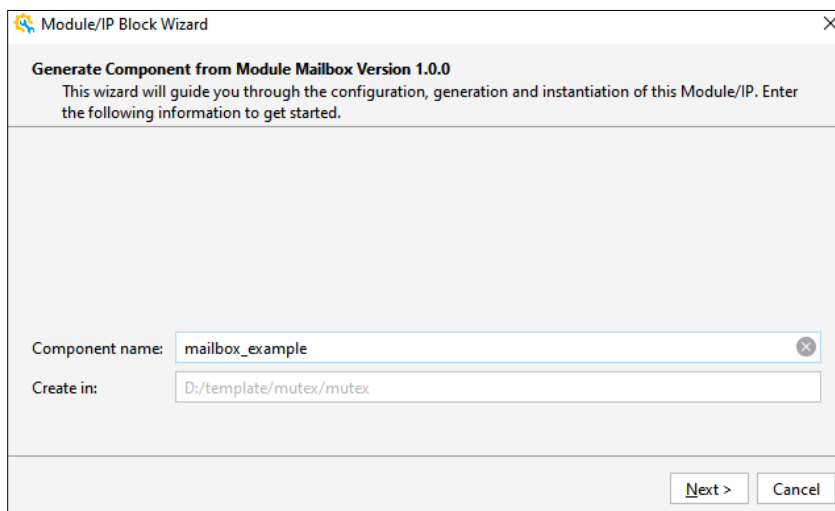 Module/IP Block Wizard
Generate Component from Module Mailbox Version 1.0.0
This wizard will guide you through the configuration, generation and instantiation of this Module/IP. Enter
the following information to get started.
Component name: mailbox_example
Create in: D:/template/mutex/mutex
Next > Cancel